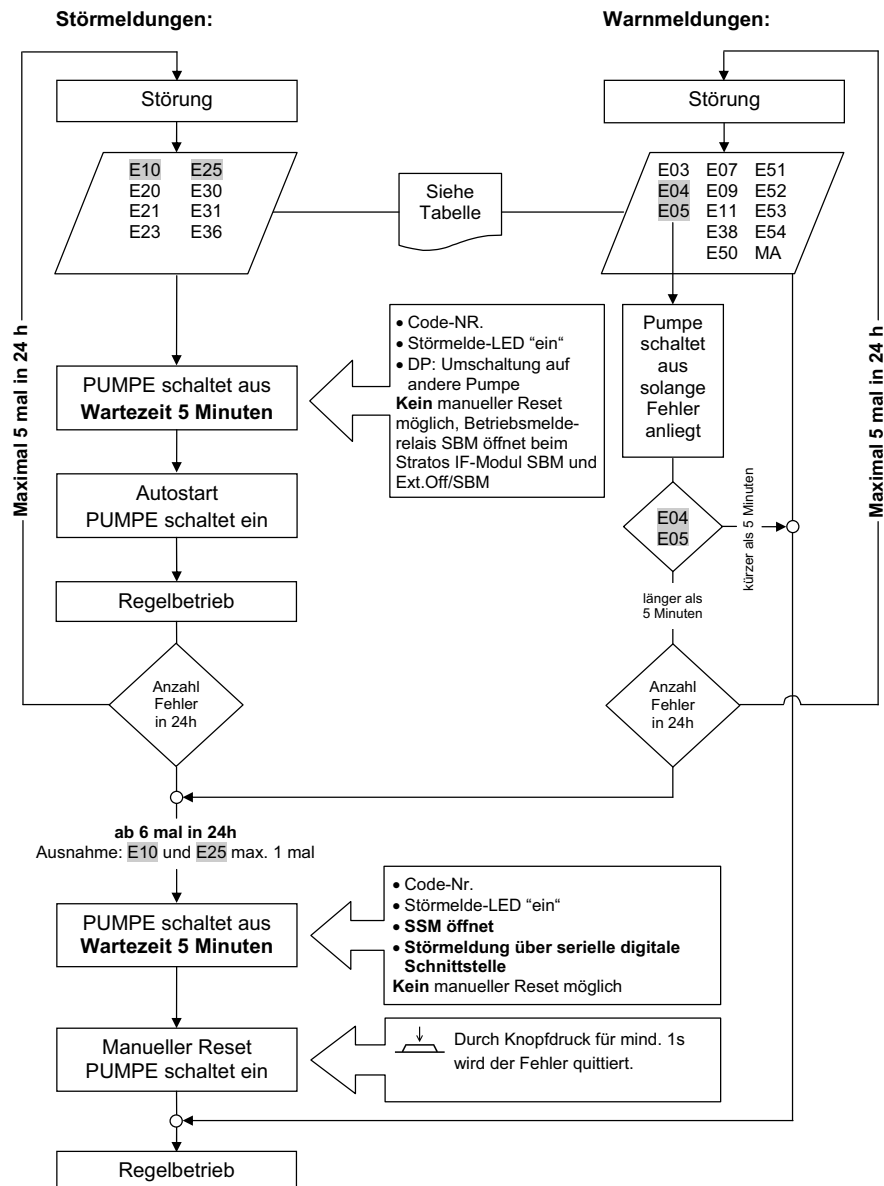 Störmeldungen:
Warnmeldungen:
Störung
Störung
E10 E25
E20 E30
E21 E31
E23 E36
Siehe
Tabelle
E03 E07 E51
E04 E09 E52
E05 E11 E53
E38 E54
E50 MA
Maximal 5 mal in 24 h
Maximal 5 mal in 24 h
• Code-NR.
• Störmelde-LED “ein“
• DP: Umschaltung auf
andere Pumpe
Kein manueller Reset
möglich, Betriebsmelde-
relais SBM öffnet beim
Stratos IF-Modul SBM und
Ext.Off/SBM
Pumpe
schaltet
aus
solange
Fehler
anliegt
PUMPE schaltet aus
Wartezeit 5 Minuten
Autostart
PUMPE schaltet ein
E04
E05
kürzer als 5 Minuten
länger als
5 Minuten
Regelbetrieb
Anzahl
Fehler
in 24h
Anzahl
Fehler
in 24h
ab 6 mal in 24h
Ausnahme: E10 und E25 max. 1 mal
PUMPE schaltet aus
Wartezeit 5 Minuten
• Code-Nr.
• Störmelde-LED “ein“
• SSM öffnet
• Störmeldung über serielle digitale
Schnittstelle
Kein manueller Reset möglich
Manueller Reset
PUMPE schaltet ein
Durch Knopfdruck für mind. 1s
wird der Fehler quittiert.
Regelbetrieb